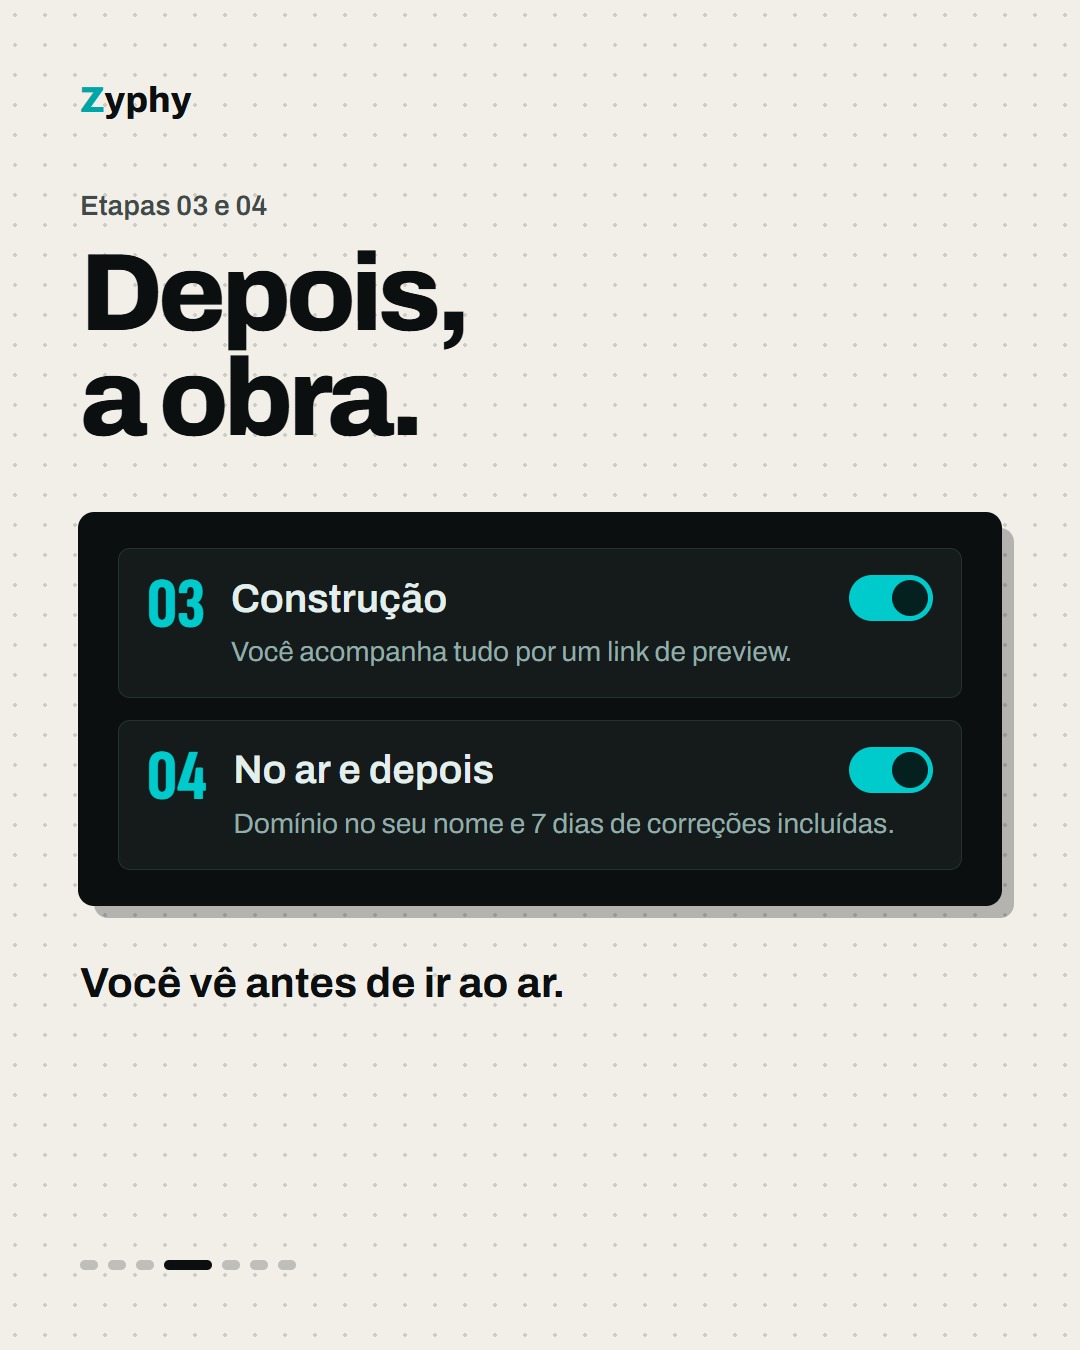 Zyphy
Etapas 03 e 04
Depois,
a obra.
03 Construção
Você acompanha tudo por um link de preview.
04 No ar e depois
Domínio no seu nome e 7 dias de correções incluídas.
Você vê antes de ir ao ar.